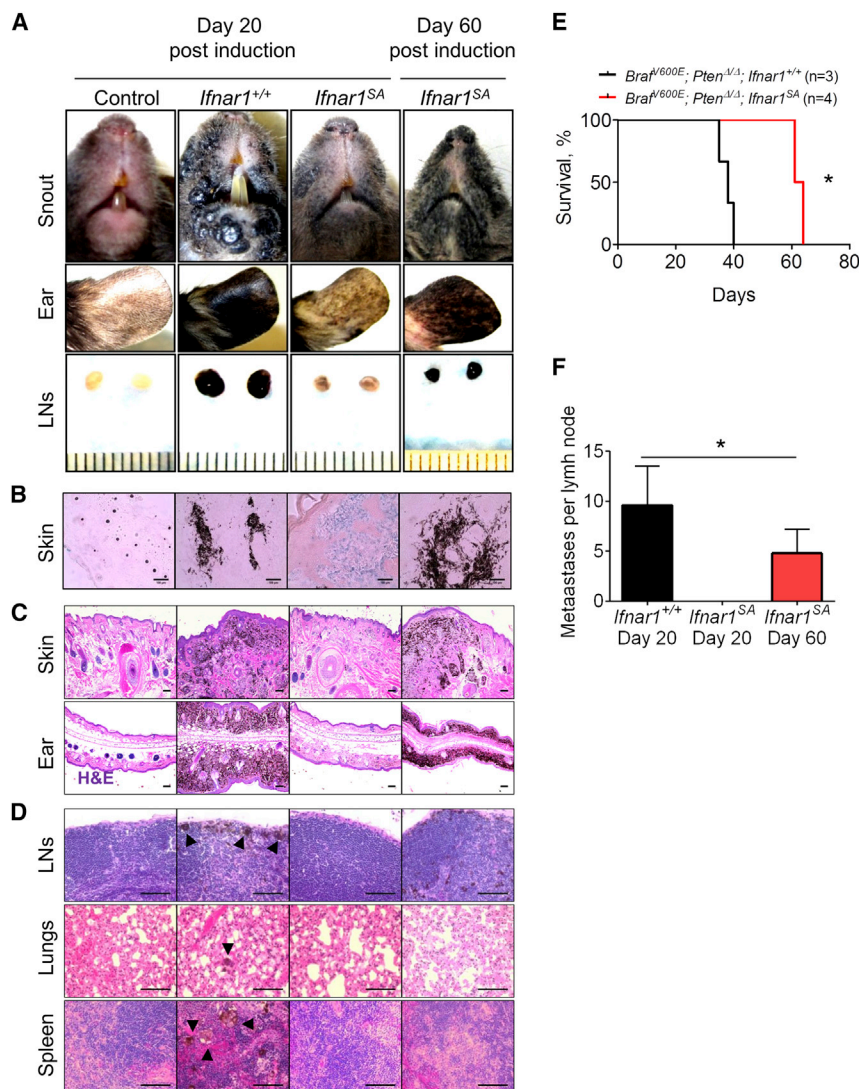 A
Day 20
post induction
Day 60
post induction
Control
Ifnar1+/+
Ifnar1SA
Ifnar1SA
Snout
Ear
LNs
B
Skin
C
Skin
Ear
H&E
D
LNs
Lungs
Spleen
E
BrafV600E; PtenΔ/Δ; Ifnar1+/+ (n=3)
BrafV600E; PtenΔ/Δ; Ifnar1SA (n=4)
Survival, %
100
50
0
*
0 20 40 60 80
Days
F
Metaastases per lymh node
15
10
5
0
*
Ifnar1+/+ Ifnar1SA Ifnar1SA
Day 20 Day 20 Day 60